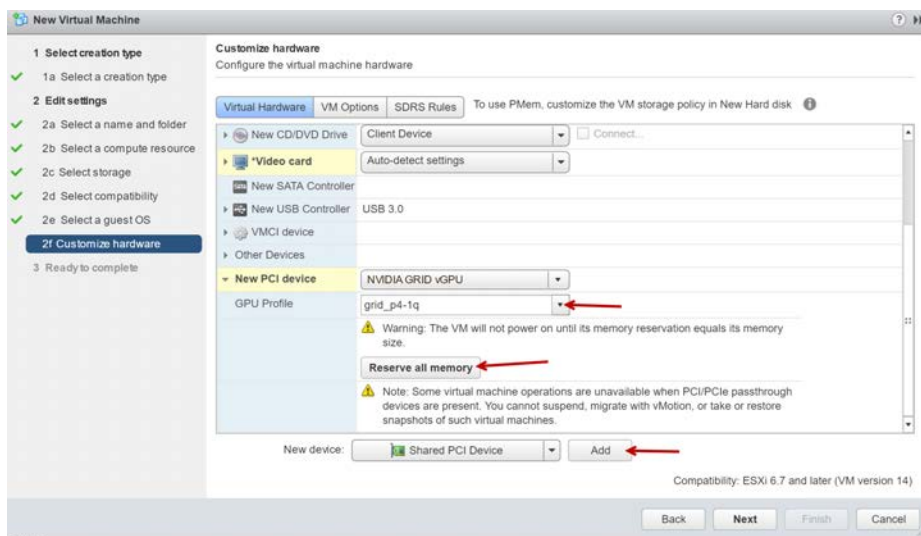 New Virtual Machine
1 Select creation type
1a Select a creation type
2 Edit settings
2a Select a name and folder
2b Select a compute resource
2c Select storage
2d Select compatibility
2e Select a guest OS
2f Customize hardware
3 Ready to complete
Customize hardware
Configure the virtual machine hardware
Virtual Hardware VM Options SDRS Rules To use PMem, customize the VM storage policy in New Hard disk
New CD/DVD Drive Client Device Connect...
*Video card Auto-detect settings
New SATA Controller
New USB Controller USB 3.0
VMCI device
Other Devices
New PCI device NVIDIA GRID vGPU
GPU Profile grid_p4-1q
Warning: The VM will not power on until its memory reservation equals its memory
size.
Reserve all memory
Note: Some virtual machine operations are unavailable when PCI/PCIe passthrough
devices are present. You cannot suspend, migrate with vMotion, or take or restore
snapshots of such virtual machines.
New device: Shared PCI Device Add
Compatibility: ESXi 6.7 and later (VM version 14)
Back Next Finish Cancel